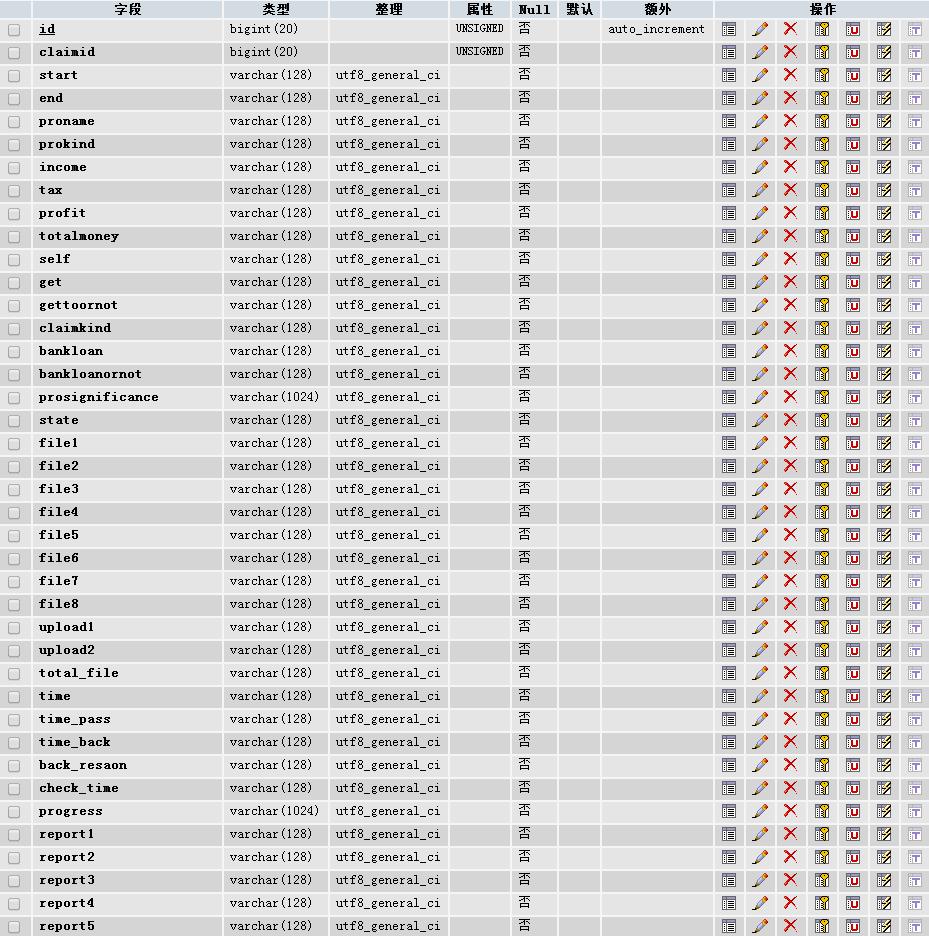 字段 类型 整理 属性 Null 默认 额外 操作
id bigint(20) UNSIGNED 否 auto_increment
claimid bigint(20) UNSIGNED 否
start varchar(128) utf8_general_ci 否
end varchar(128) utf8_general_ci 否
proname varchar(128) utf8_general_ci 否
prokind varchar(128) utf8_general_ci 否
income varchar(128) utf8_general_ci 否
tax varchar(128) utf8_general_ci 否
profit varchar(128) utf8_general_ci 否
totalmoney varchar(128) utf8_general_ci 否
self varchar(128) utf8_general_ci 否
get varchar(128) utf8_general_ci 否
gettoornot varchar(128) utf8_general_ci 否
claimkind varchar(128) utf8_general_ci 否
bankloan varchar(128) utf8_general_ci 否
bankloanornot varchar(128) utf8_general_ci 否
prosignificance varchar(1024) utf8_general_ci 否
state varchar(128) utf8_general_ci 否
file1 varchar(128) utf8_general_ci 否
file2 varchar(128) utf8_general_ci 否
file3 varchar(128) utf8_general_ci 否
file4 varchar(128) utf8_general_ci 否
file5 varchar(128) utf8_general_ci 否
file6 varchar(128) utf8_general_ci 否
file7 varchar(128) utf8_general_ci 否
file8 varchar(128) utf8_general_ci 否
upload1 varchar(128) utf8_general_ci 否
upload2 varchar(128) utf8_general_ci 否
total_file varchar(128) utf8_general_ci 否
time varchar(128) utf8_general_ci 否
time_pass varchar(128) utf8_general_ci 否
time_back varchar(128) utf8_general_ci 否
back_resaon varchar(128) utf8_general_ci 否
check_time varchar(128) utf8_general_ci 否
progress varchar(1024) utf8_general_ci 否
report1 varchar(128) utf8_general_ci 否
report2 varchar(128) utf8_general_ci 否
report3 varchar(128) utf8_general_ci 否
report4 varchar(128) utf8_general_ci 否
report5 varchar(128) utf8_general_ci 否